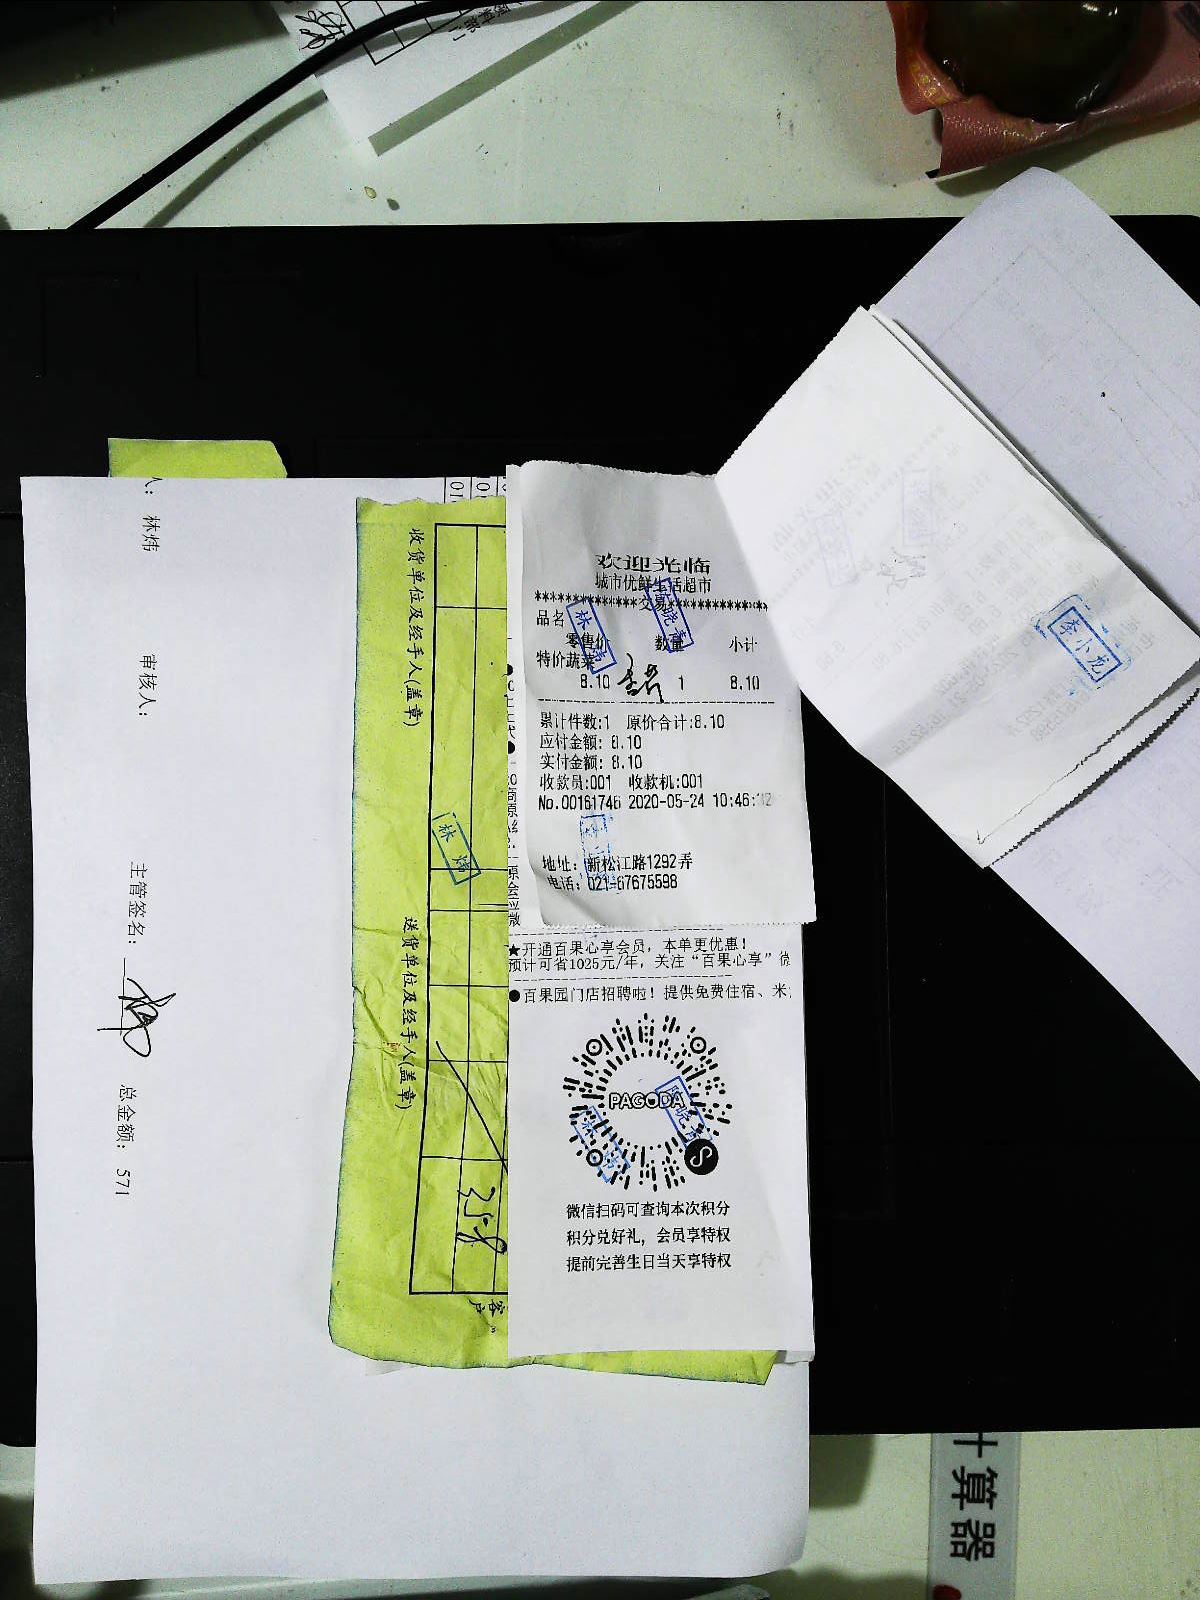 欢迎光临
城市优鲜生活超市
交易
品名
零售价 数量 小计
特价蔬菜
8.10 1 8.10
累计件数:1 原价合计:8.10
应付金额: 8.10
实付金额: 8.10
收款员:001 收款机:001
No.00161746 2020-05-24 10:46:
地址: 新松江路1292弄
电话: 021-67675598
★开通百果心享会员，本单更优惠！
预计可省1025元/年，关注“百果心享”微
●百果园门店招聘啦！提供免费住宿、米
PAGODA
微信扫码可查询本次积分
积分兑好礼，会员享特权
提前完善生日当天享特权
收货单位及经手人(盖章)
送货单位及经手人(盖章)
林炜
人: 林炜
审核人:
主管签名:
总金额: 571
李小龙
计算器